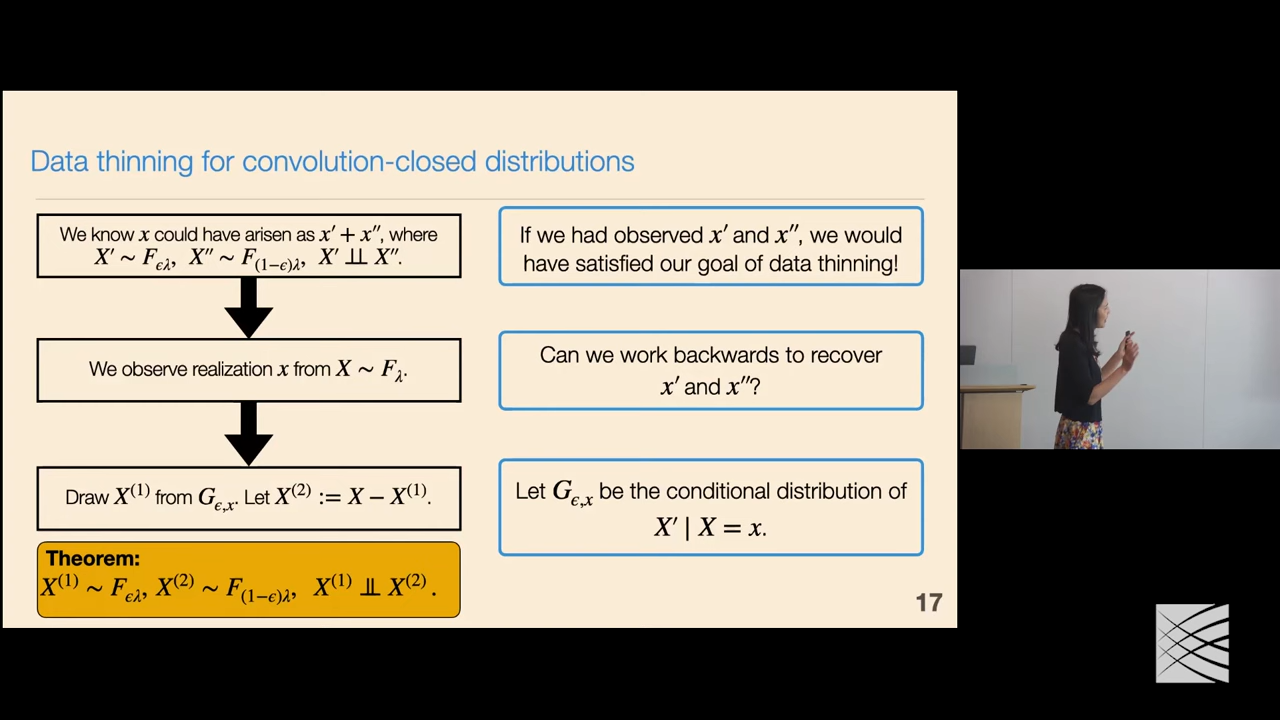 Data thinning for convolution-closed distributions
We know x could have arisen as x′ + x″, where
X′ ∼ F_{ϵλ}, X″ ∼ F_{(1−ϵ)λ}, X′ ⫫ X″.
If we had observed x′ and x″, we would
have satisfied our goal of data thinning!
We observe realization x from X ∼ F_λ.
Can we work backwards to recover
x′ and x″?
Draw X^{(1)} from G_{ϵ,x}. Let X^{(2)} := X − X^{(1)}.
Let G_{ϵ,x} be the conditional distribution of
X′ | X = x.
Theorem:
X^{(1)} ∼ F_{ϵλ}, X^{(2)} ∼ F_{(1−ϵ)λ}, X^{(1)} ⫫ X^{(2)}.
17